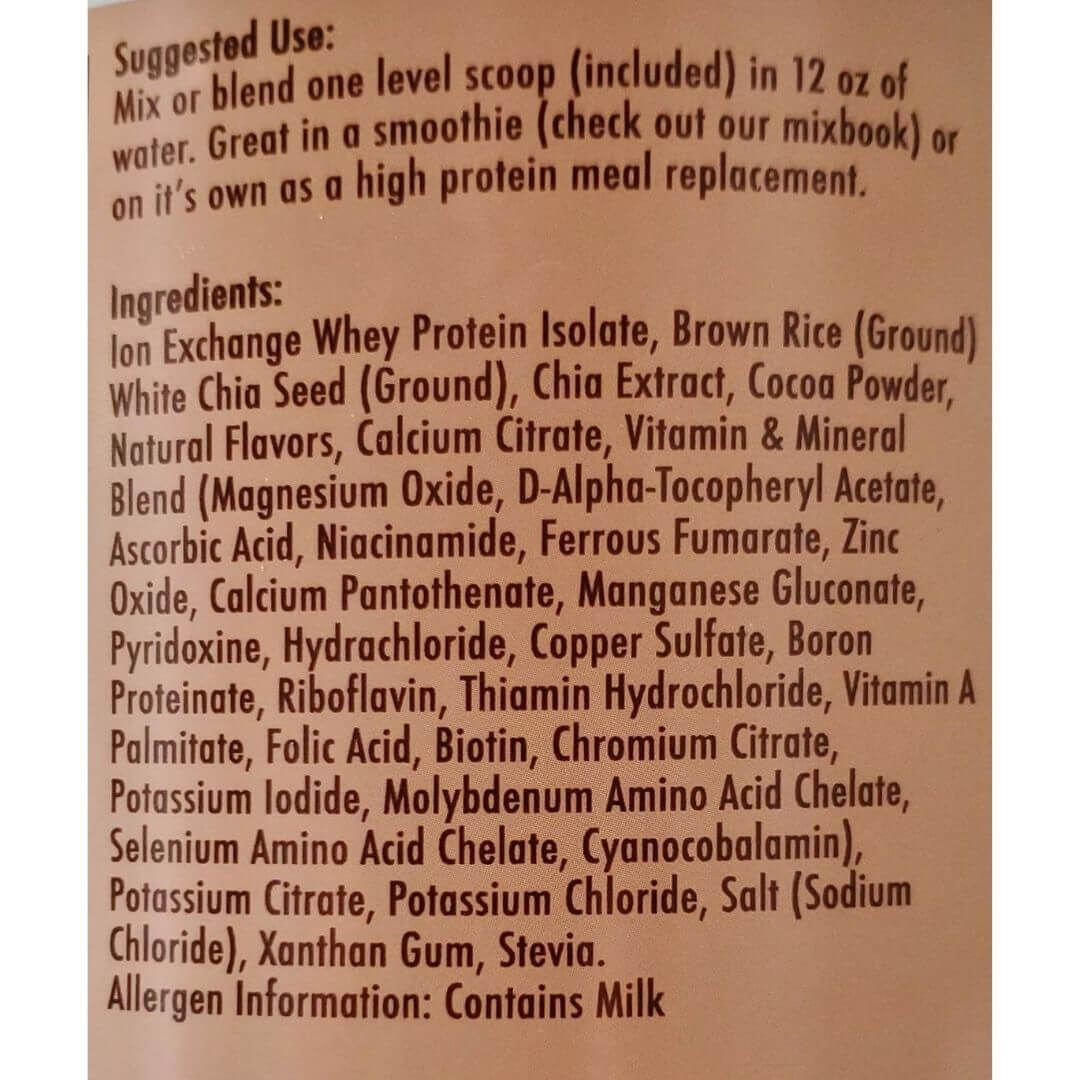 Suggested Use:
Mix or blend one level scoop (included) in 12 oz of
water. Great in a smoothie (check out our mixbook) or
on it's own as a high protein meal replacement.
Ingredients:
Ion Exchange Whey Protein Isolate, Brown Rice (Ground)
White Chia Seed (Ground), Chia Extract, Cocoa Powder,
Natural Flavors, Calcium Citrate, Vitamin & Mineral
Blend (Magnesium Oxide, D-Alpha-Tocopheryl Acetate,
Ascorbic Acid, Niacinamide, Ferrous Fumarate, Zinc
Oxide, Calcium Pantothenate, Manganese Gluconate,
Pyridoxine, Hydrachloride, Copper Sulfate, Boron
Proteinate, Riboflavin, Thiamin Hydrochloride, Vitamin A
Palmitate, Folic Acid, Biotin, Chromium Citrate,
Potassium Iodide, Molybdenum Amino Acid Chelate,
Selenium Amino Acid Chelate, Cyanocobalamin),
Potassium Citrate, Potassium Chloride, Salt (Sodium
Chloride), Xanthan Gum, Stevia.
Allergen Information: Contains Milk